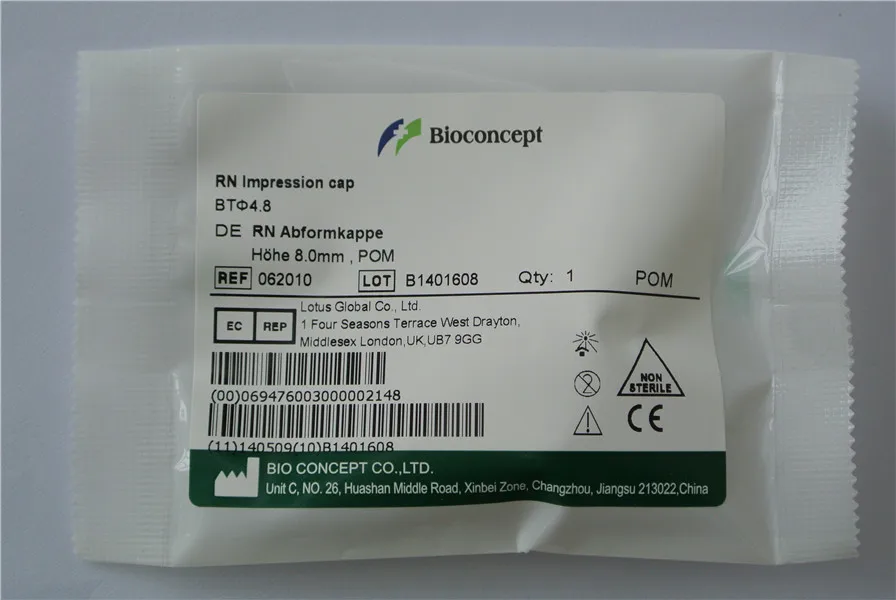 Bioconcept
RN Impression cap
BTΦ4.8
DE RN Abformkappe
Höhe 8.0mm , POM
REF 062010 LOT B1401608 Qty: 1 POM
EC REP
Lotus Global Co., Ltd.
1 Four Seasons Terrace West Drayton,
Middlesex London,UK,UB7 9GG
(00)069476003000002148
(11)140509(10)B1401608
2
NON
STERILE
CE
BIO CONCEPT CO.,LTD.
Unit C, NO. 26, Huashan Middle Road, Xinbei Zone, Changzhou, Jiangsu 213022,China